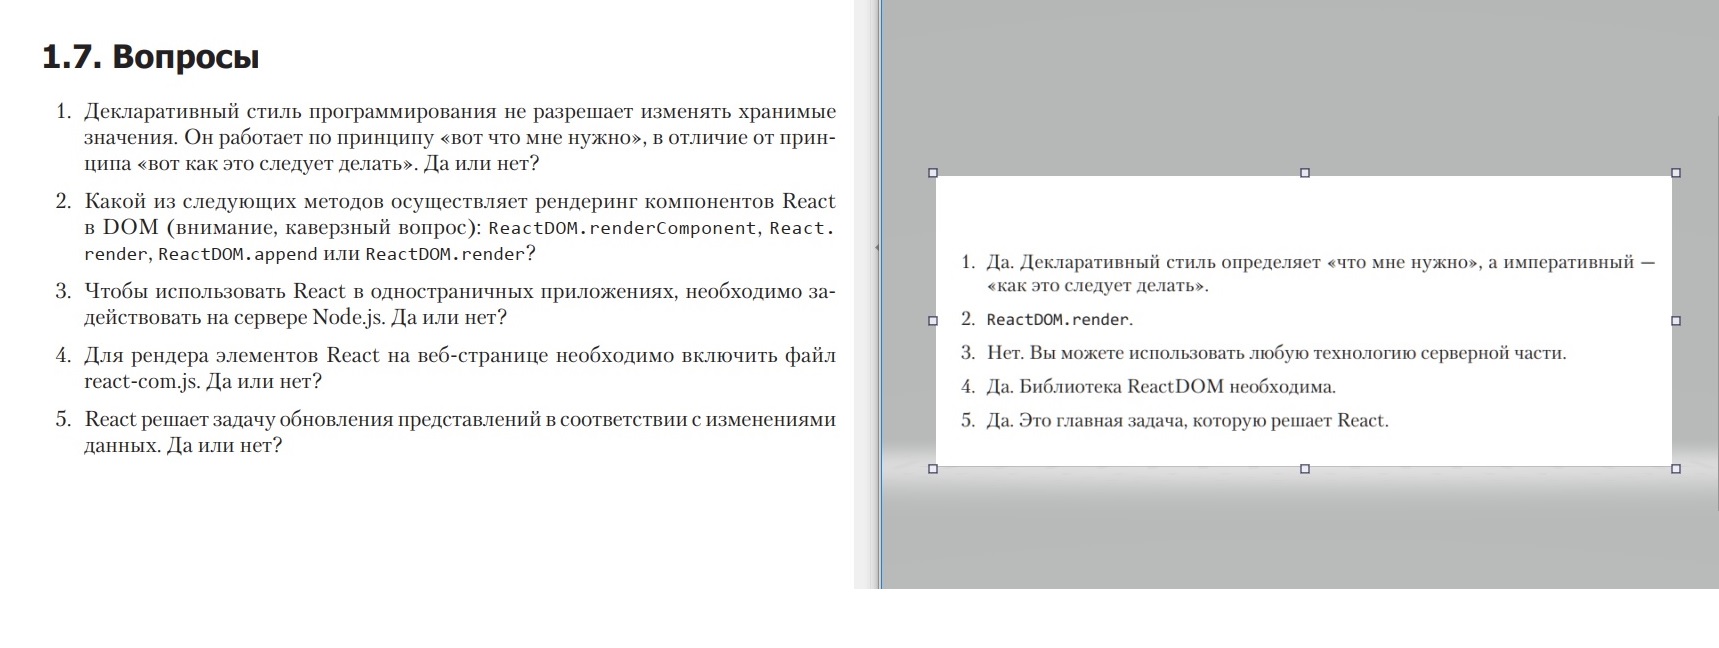 1.7. Вопросы
1. Декларативный стиль программирования не разрешает изменять хранимые
значения. Он работает по принципу «вот что мне нужно», в отличие от прин-
ципа «вот как это следует делать». Да или нет?
2. Какой из следующих методов осуществляет рендеринг компонентов React
в DOM (внимание, каверзный вопрос): ReactDOM.renderComponent, React.
render, ReactDOM.append или ReactDOM.render?
3. Чтобы использовать React в одностраничных приложениях, необходимо за-
действовать на сервере Node.js. Да или нет?
4. Для рендера элементов React на веб-странице необходимо включить файл
react-com.js. Да или нет?
5. React решает задачу обновления представлений в соответствии с изменениями
данных. Да или нет?
1. Да. Декларативный стиль определяет «что мне нужно», а императивный —
«как это следует делать».
2. ReactDOM.render.
3. Нет. Вы можете использовать любую технологию серверной части.
4. Да. Библиотека ReactDOM необходима.
5. Да. Это главная задача, которую решает React.